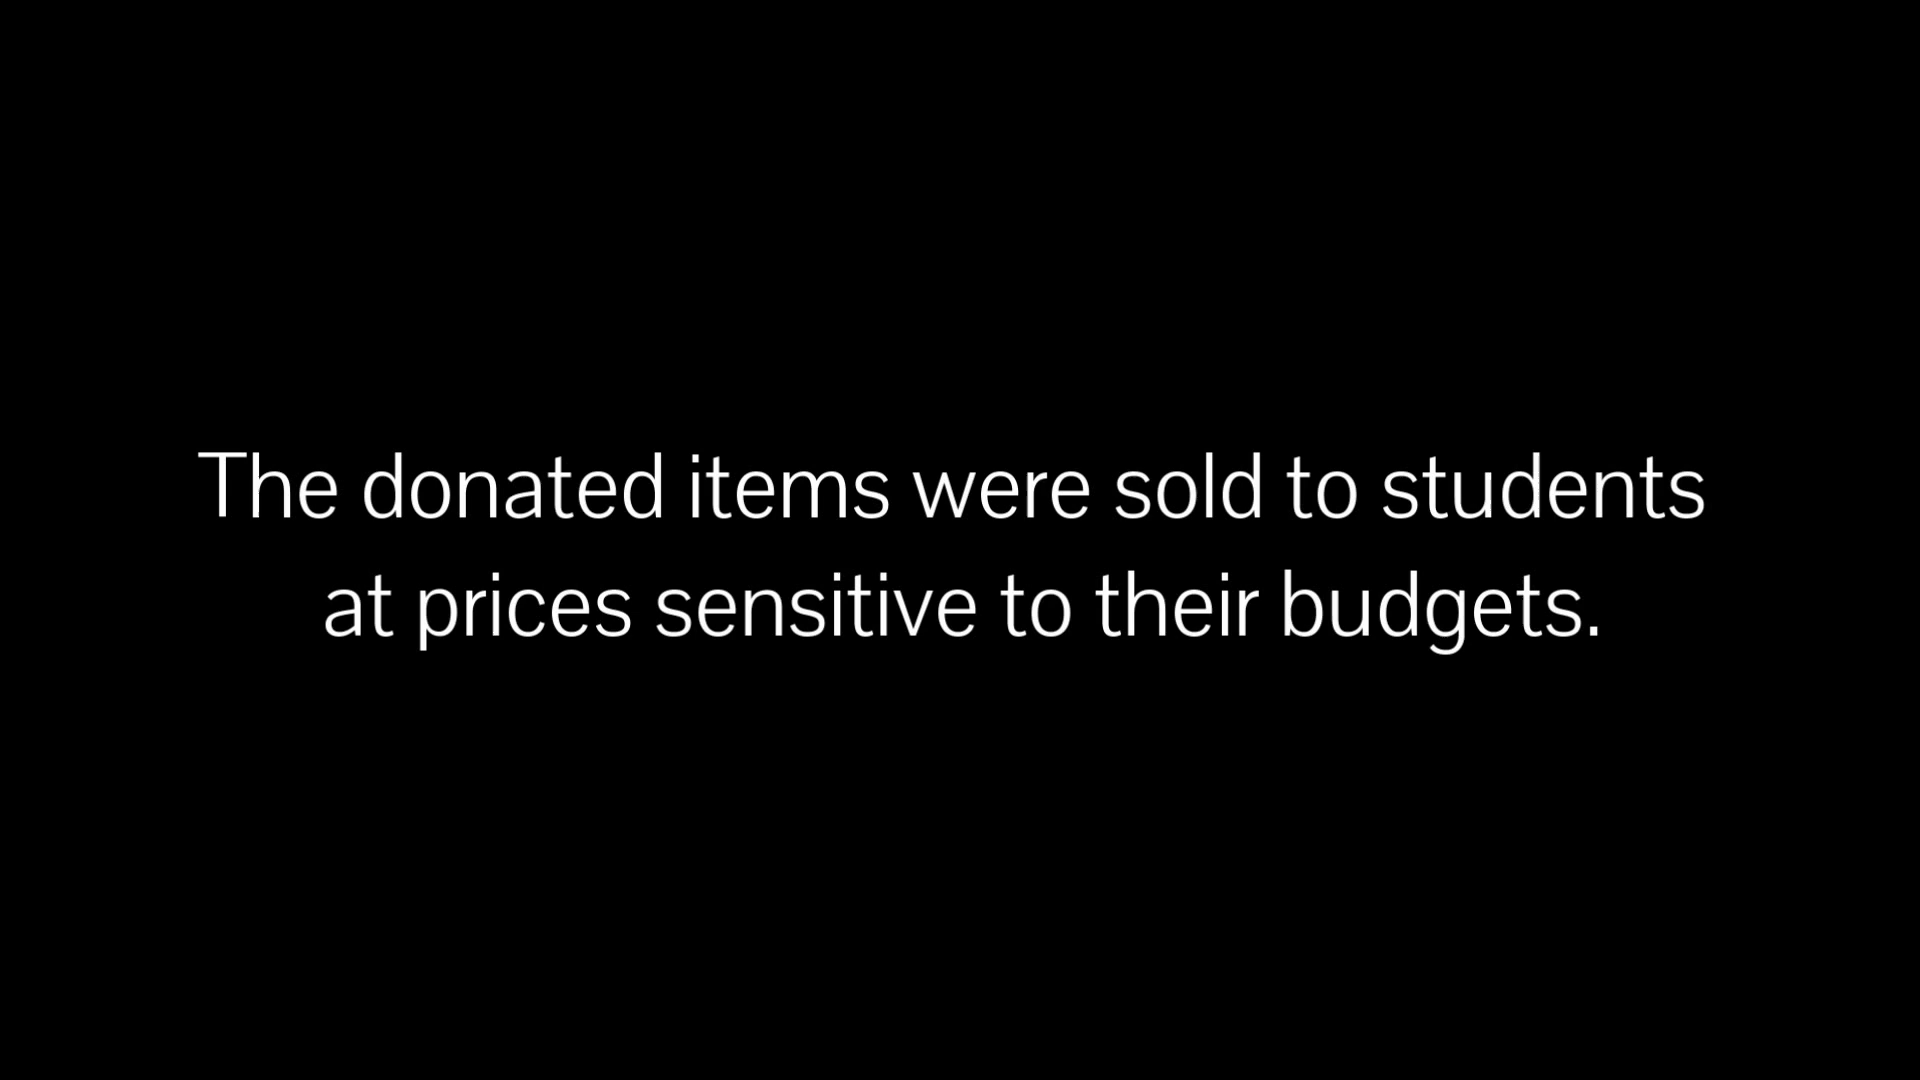 The donated items were sold to students
at prices sensitive to their budgets.